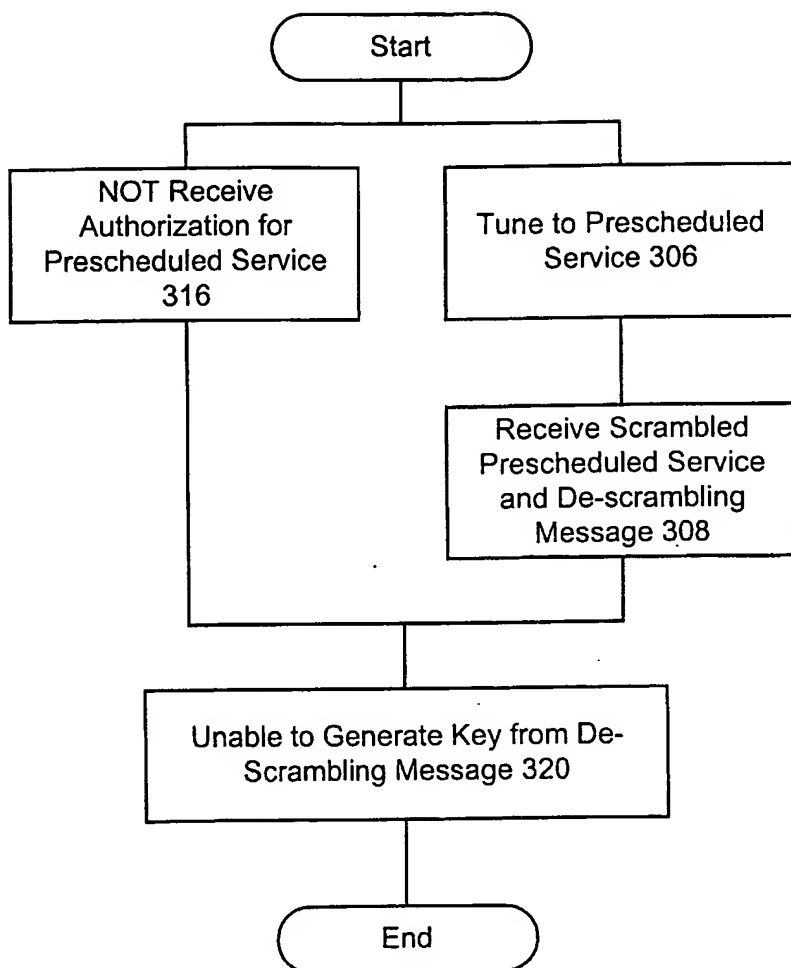 Start
NOT Receive
Authorization for
Prescheduled Service
316
Tune to Prescheduled
Service 306
Receive Scrambled
Prescheduled Service
and De-scrambling
Message 308
Unable to Generate Key from De-
Scrambling Message 320
End